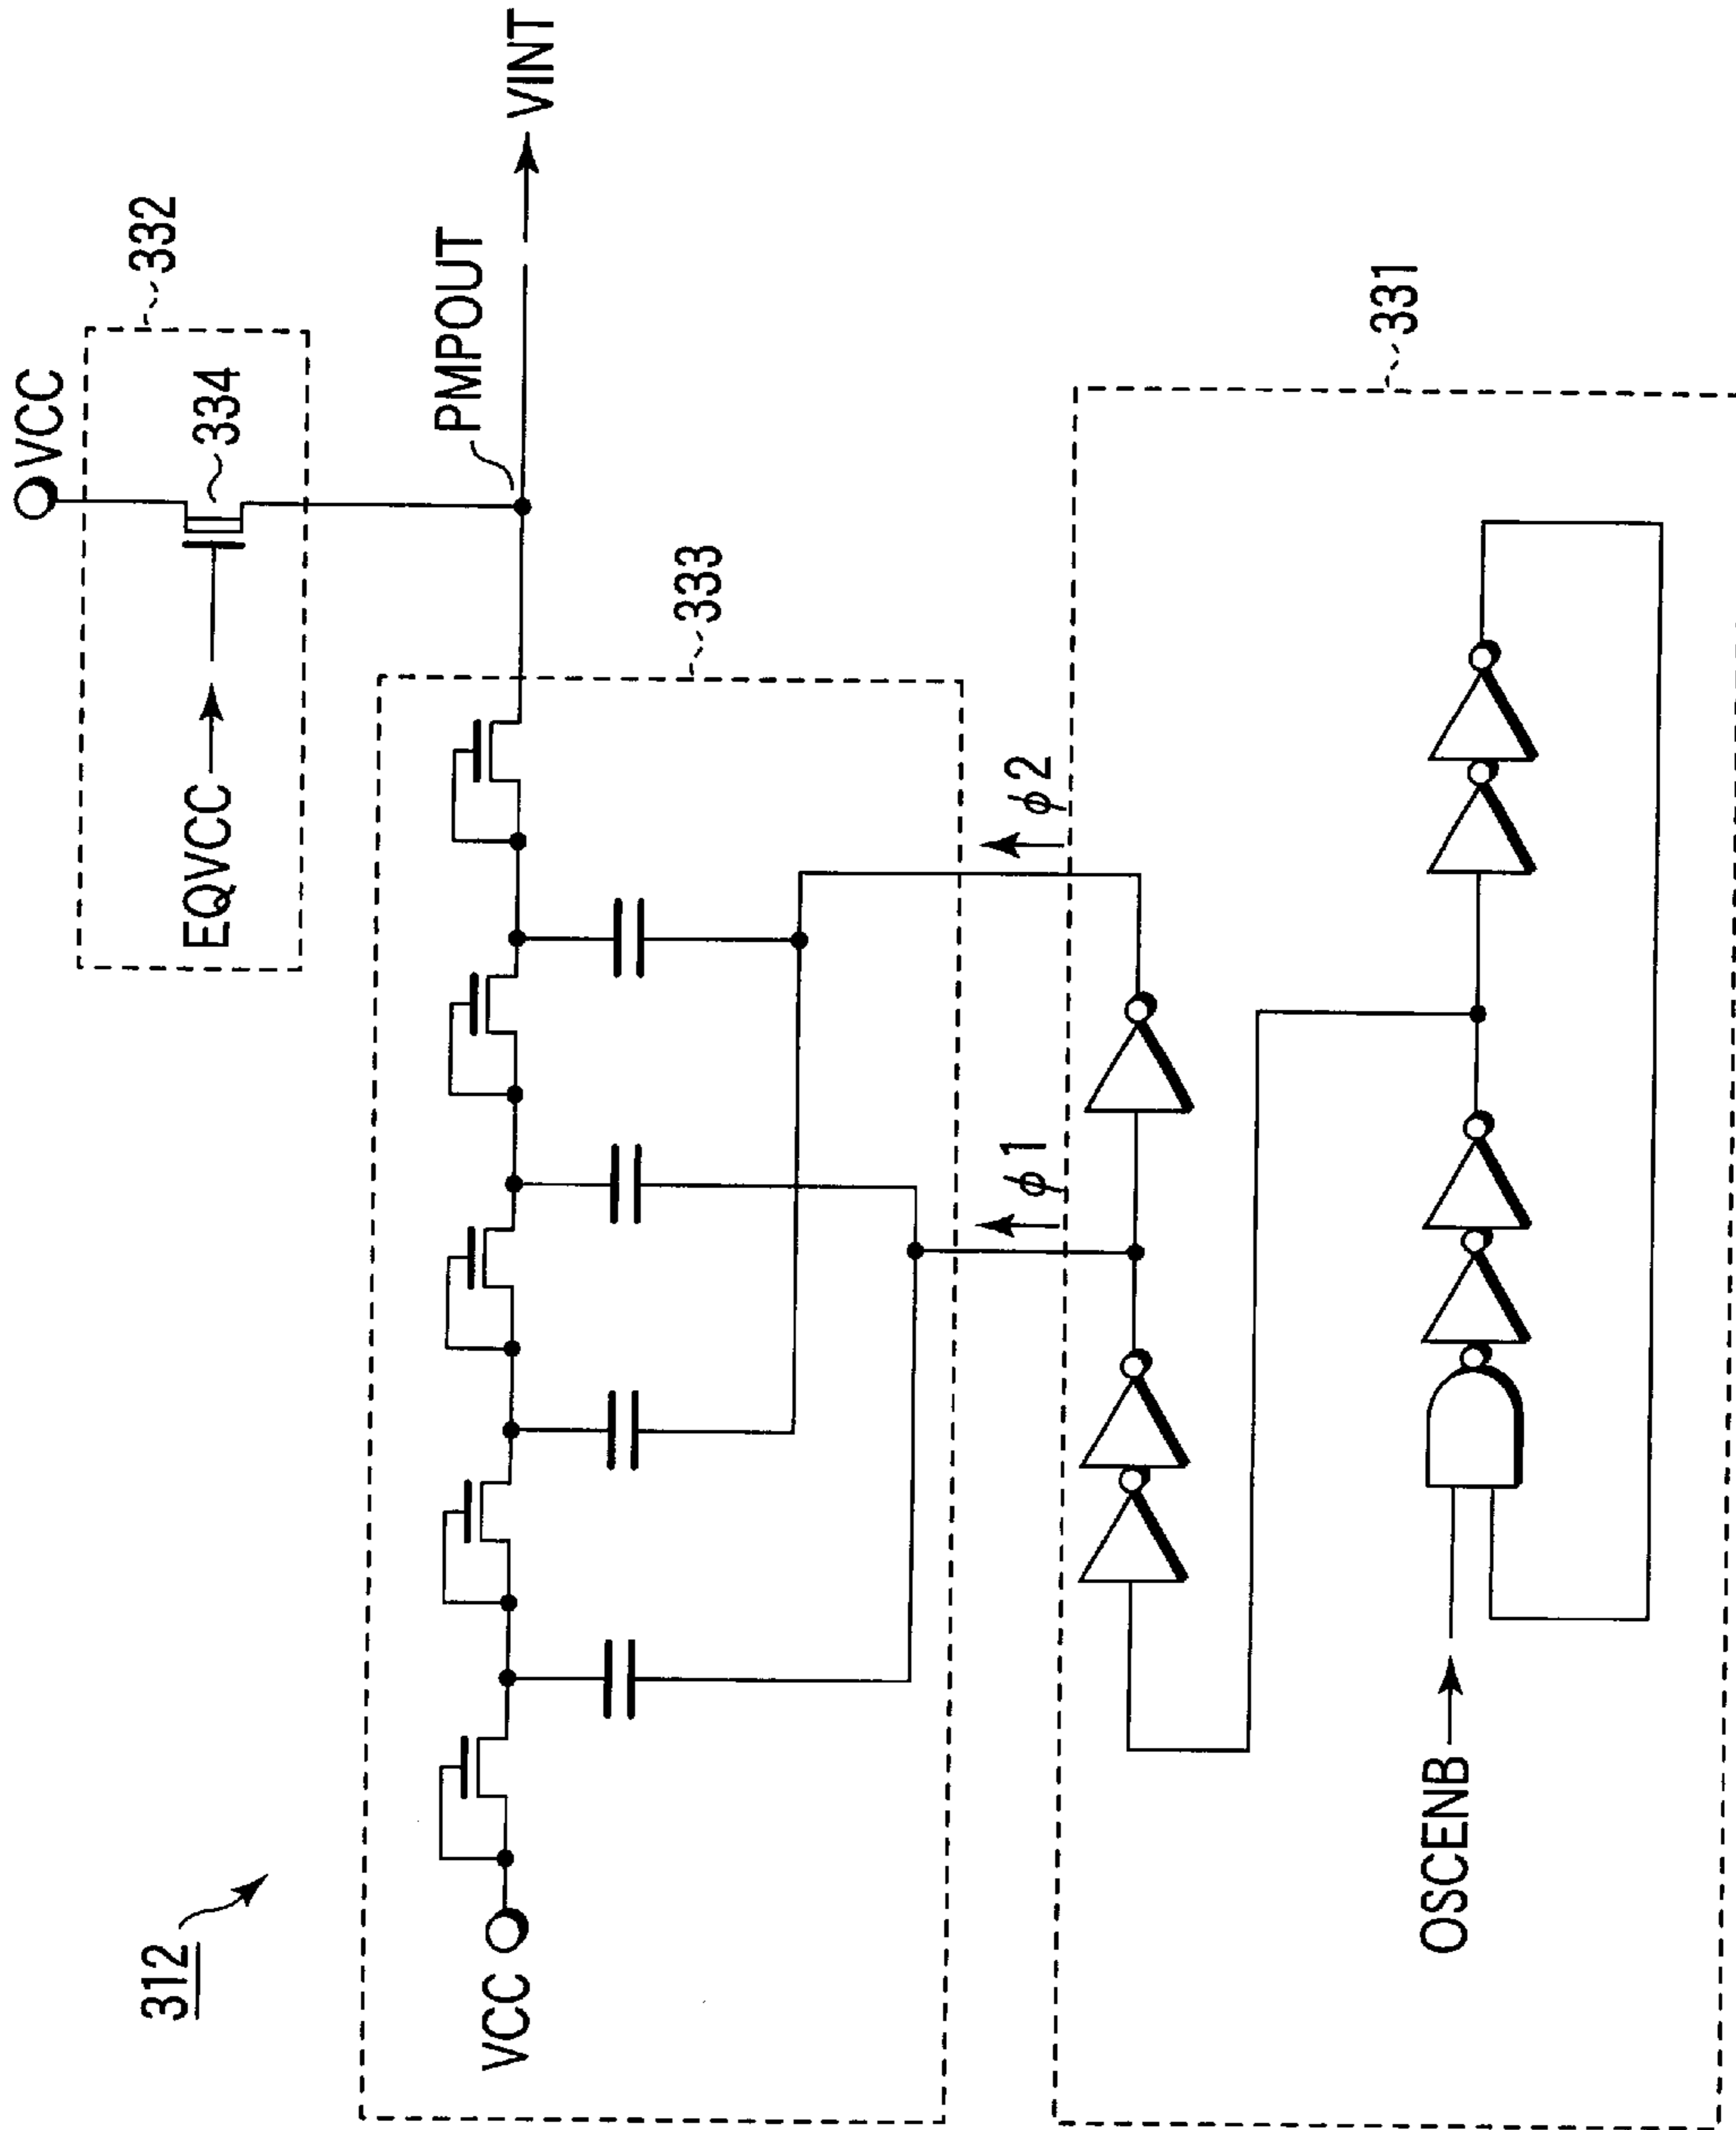 312
VCC
332
334
EQVCC
PMPOUT
VINT
333
VCC
φ1
φ2
331
OSCENB